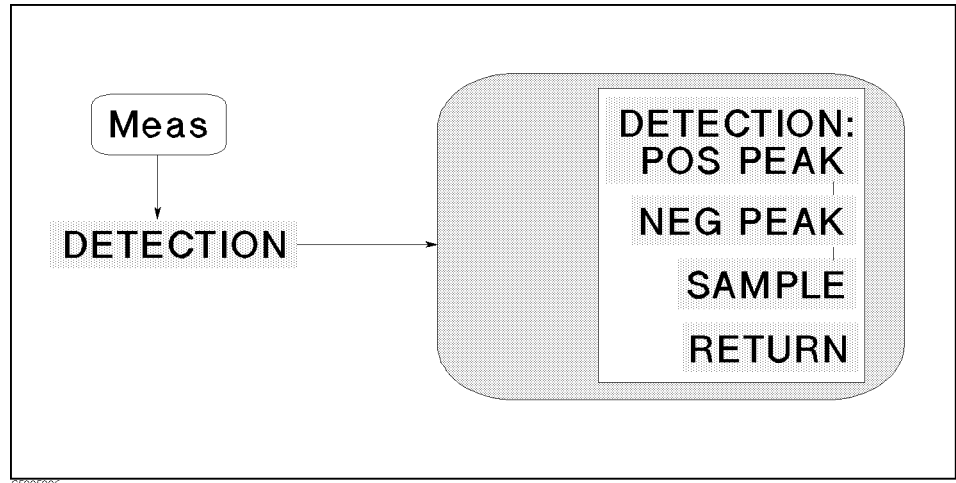 Meas
DETECTION
DETECTION:
POS PEAK
NEG PEAK
SAMPLE
RETURN